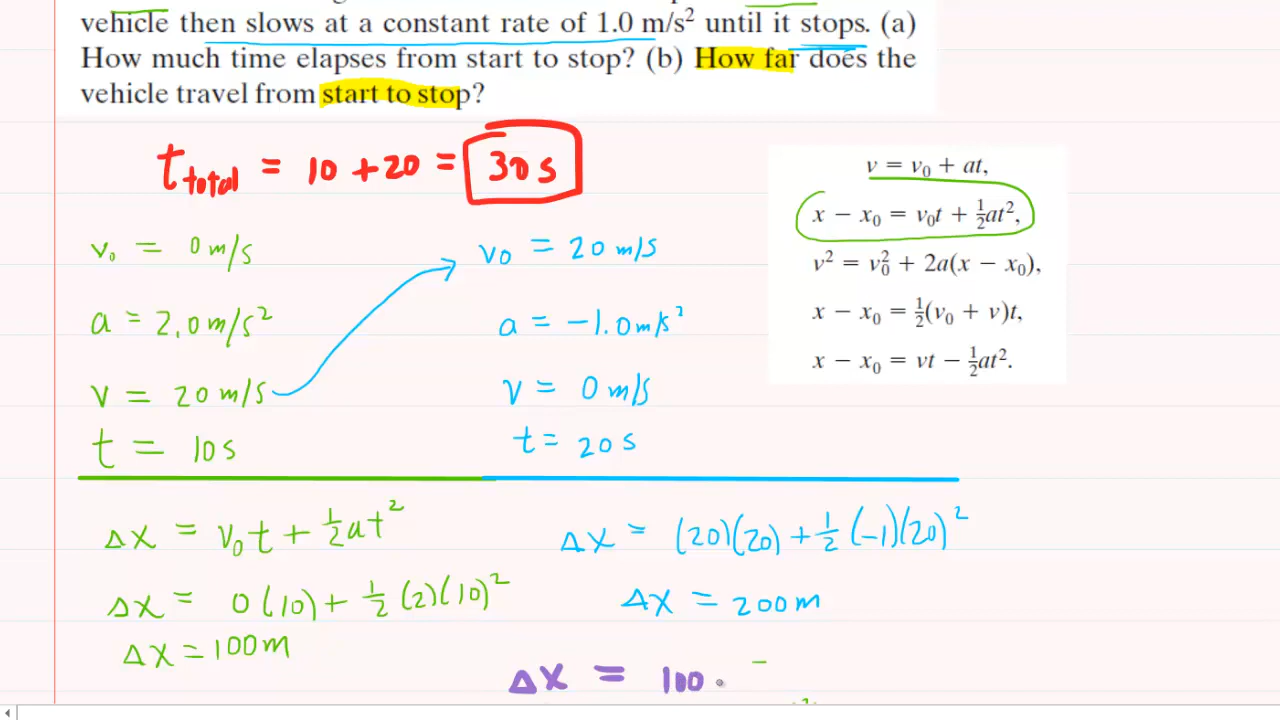 vehicle then slows at a constant rate of 1.0 m/s² until it stops. (a)
How much time elapses from start to stop? (b) How far does the
vehicle travel from start to stop?
t total = 10 + 20 = 30 s
v = v₀ + at,
x − x₀ = v₀t + ½at²,
v² = v₀² + 2a(x − x₀),
x − x₀ = ½(v₀ + v)t,
x − x₀ = vt − ½at².
v₀ = 0 m/s
a = 2.0 m/s²
v = 20 m/s
t = 10 s
v₀ = 20 m/s
a = −1.0 m/s²
v = 0 m/s
t = 20 s
Δx = v₀t + ½at²
Δx = 0(10) + ½(2)(10)²
Δx = 100 m
Δx = (20)(20) + ½(−1)(20)²
Δx = 200 m
Δx = 100